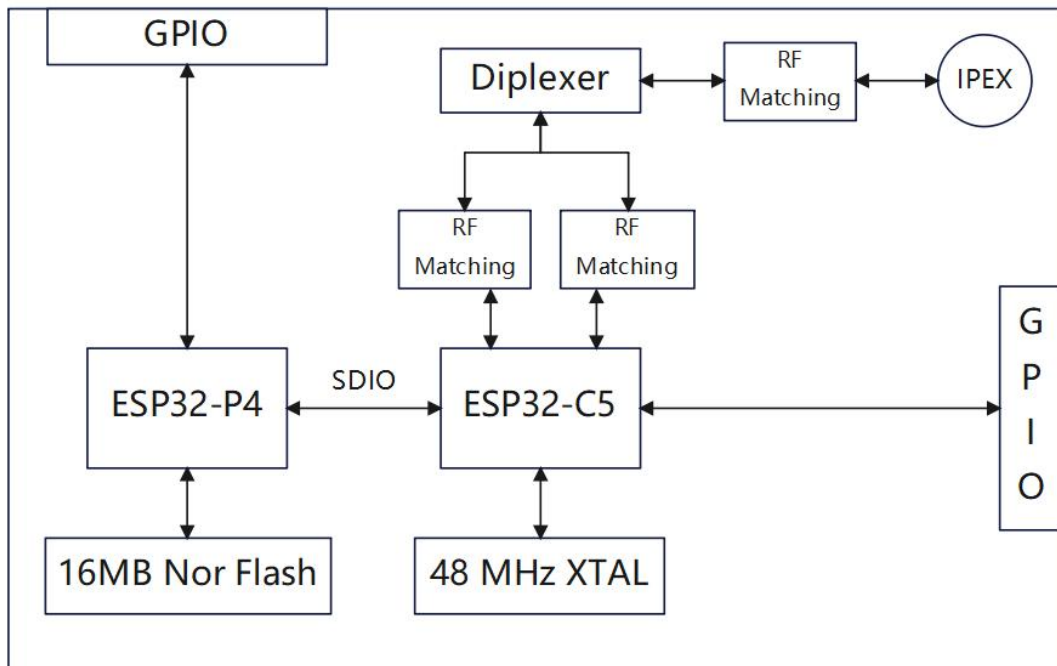 GPIO
Diplexer
RF
Matching
IPEX
RF
Matching
RF
Matching
ESP32-P4
SDIO
ESP32-C5
G
P
I
O
16MB Nor Flash
48 MHz XTAL